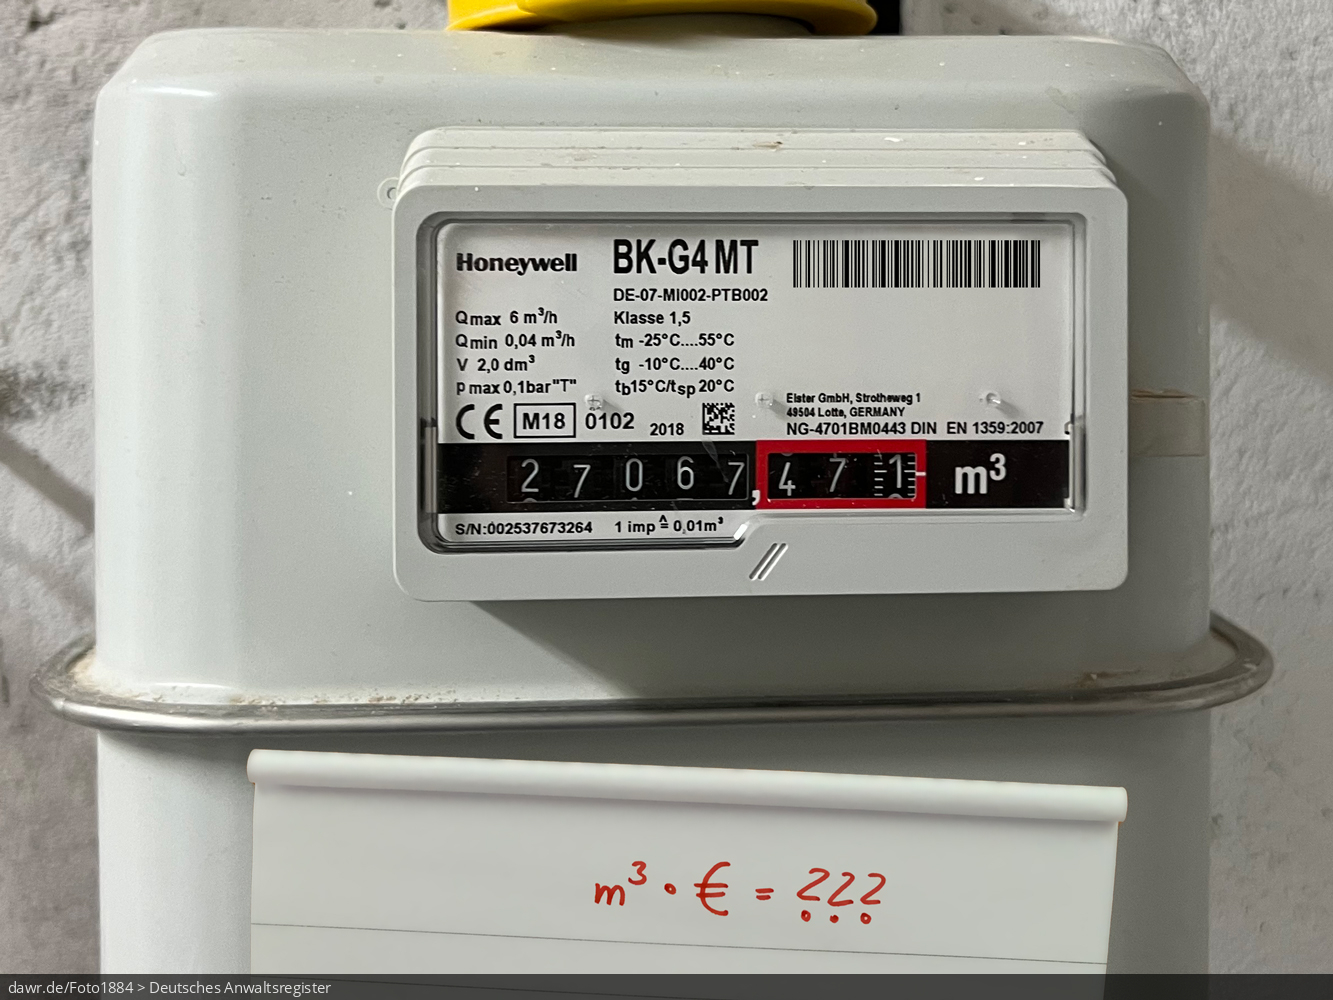 Honeywell
BK-G4 MT
DE-07-MI002-PTB002
Qmax 6 m³/h
Klasse 1,5
Qmin 0,04 m³/h
tm -25°C....55°C
V 2,0 dm³
tg -10°C....40°C
p max 0,1bar"T"
tb15°C/tsp 20°C
Elster GmbH, Strotheweg 1
49504 Lotte, GERMANY
CE M18 0102 2018
NG-4701BM0443 DIN EN 1359:2007
27067,471 m³
S/N:002537673264 1 imp ≙ 0,01m³
m³ • € = ???
dawr.de/Foto1884 > Deutsches Anwaltsregister